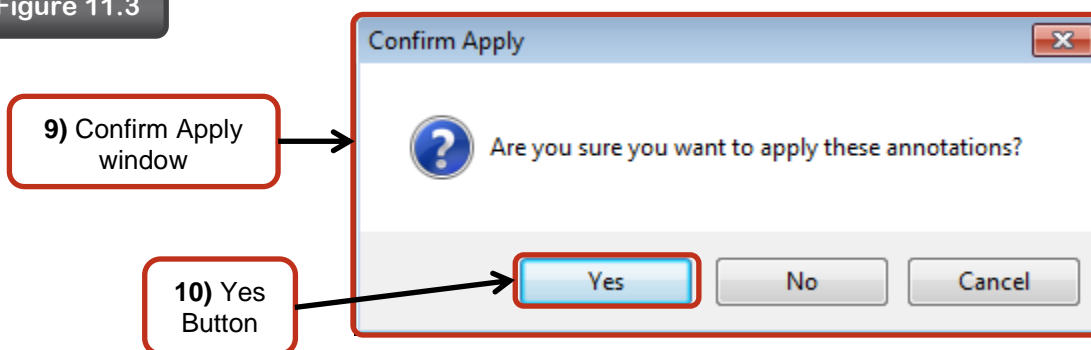 Figure 11.3
Confirm Apply
9) Confirm Apply
window
Are you sure you want to apply these annotations?
10) Yes
Button
Yes
No
Cancel